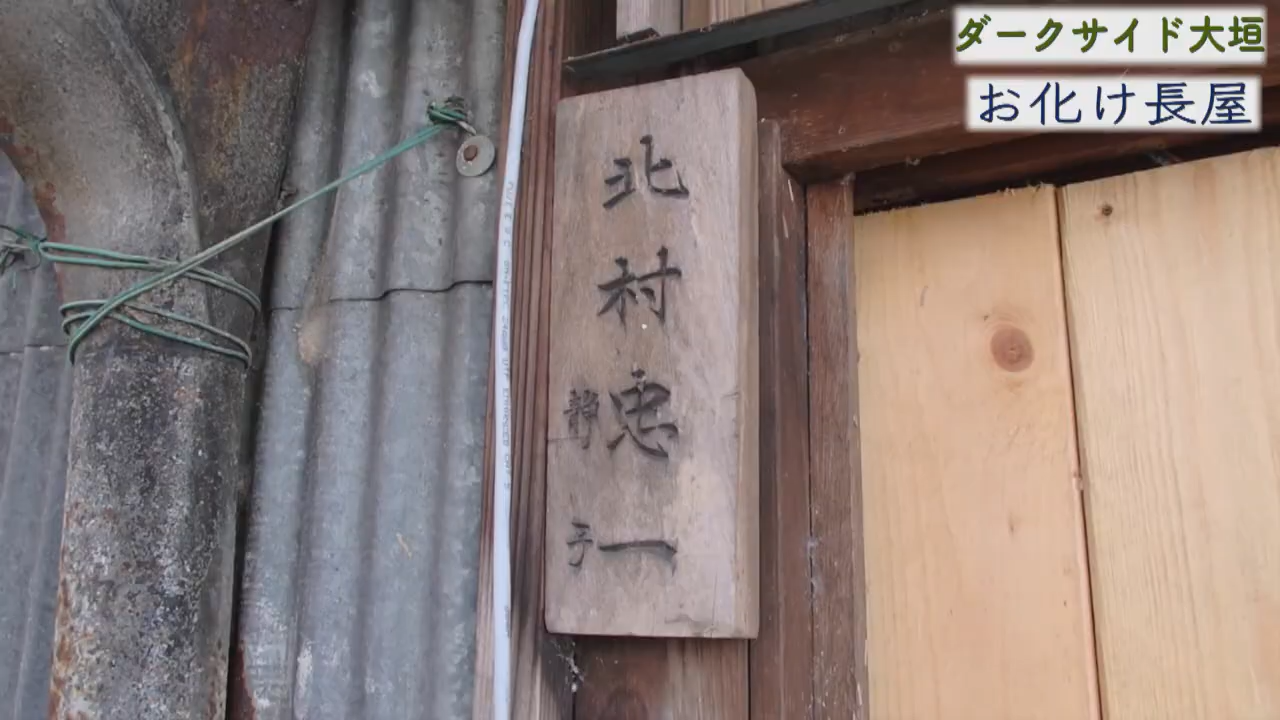 ダークサイド大垣
お化け長屋
北村忠一
静子